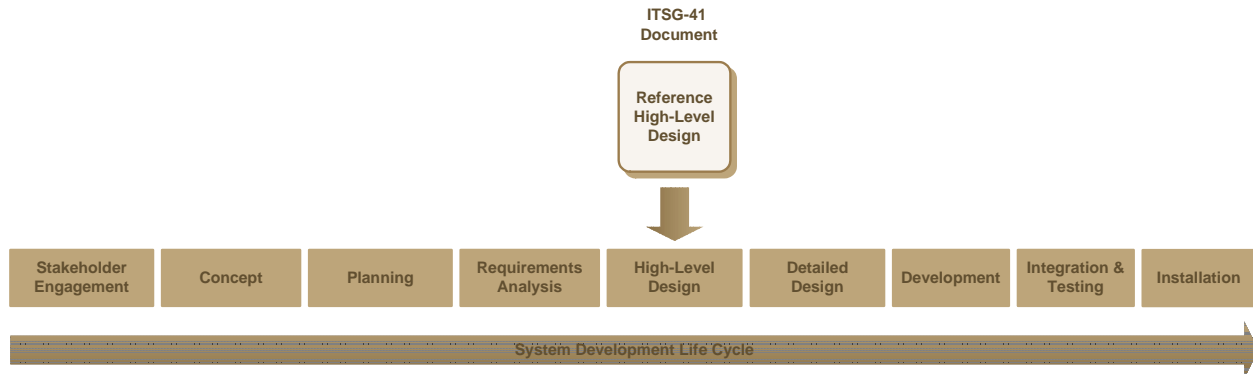 ITSG-41
Document
Reference
High-Level
Design
Stakeholder
Engagement
Concept
Planning
Requirements
Analysis
High-Level
Design
Detailed
Design
Development
Integration &
Testing
Installation
System Development Life Cycle